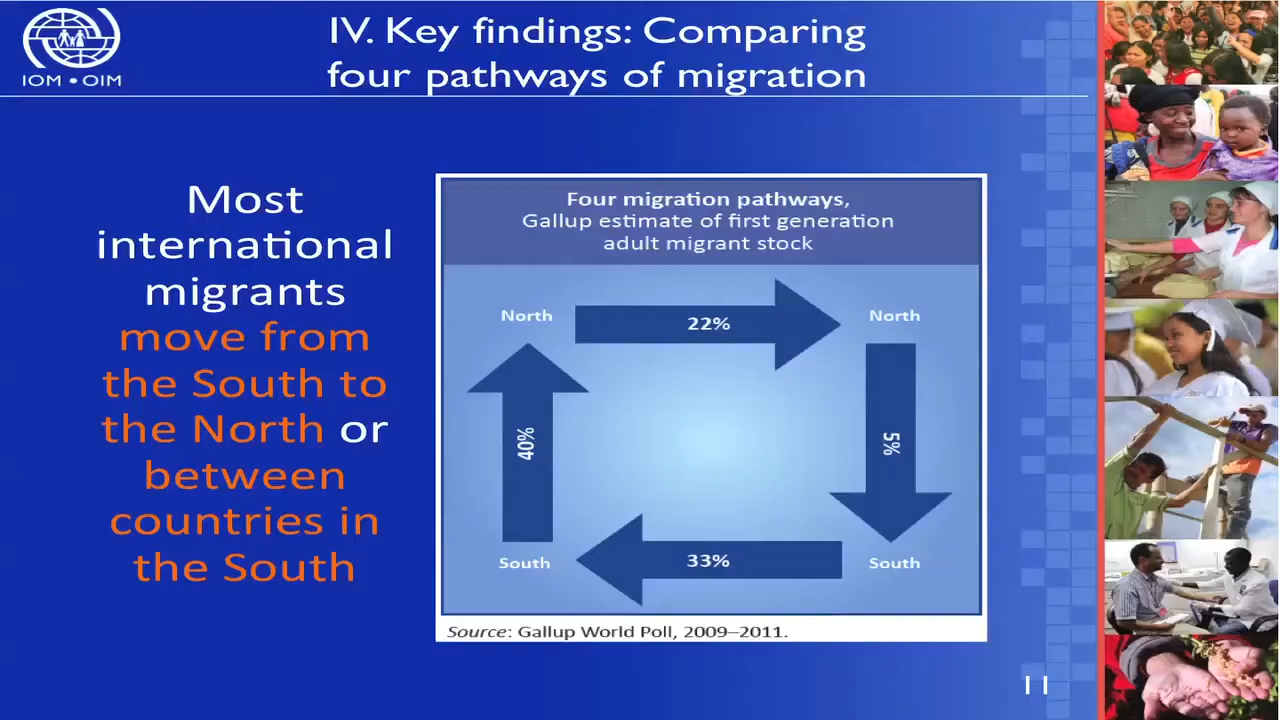 IOM • OIM
IV. Key findings: Comparing
four pathways of migration
Most
international
migrants
move from
the South to
the North or
between
countries in
the South
Four migration pathways,
Gallup estimate of first generation
adult migrant stock
North
22%
North
40%
5%
South
33%
South
Source: Gallup World Poll, 2009–2011.
11